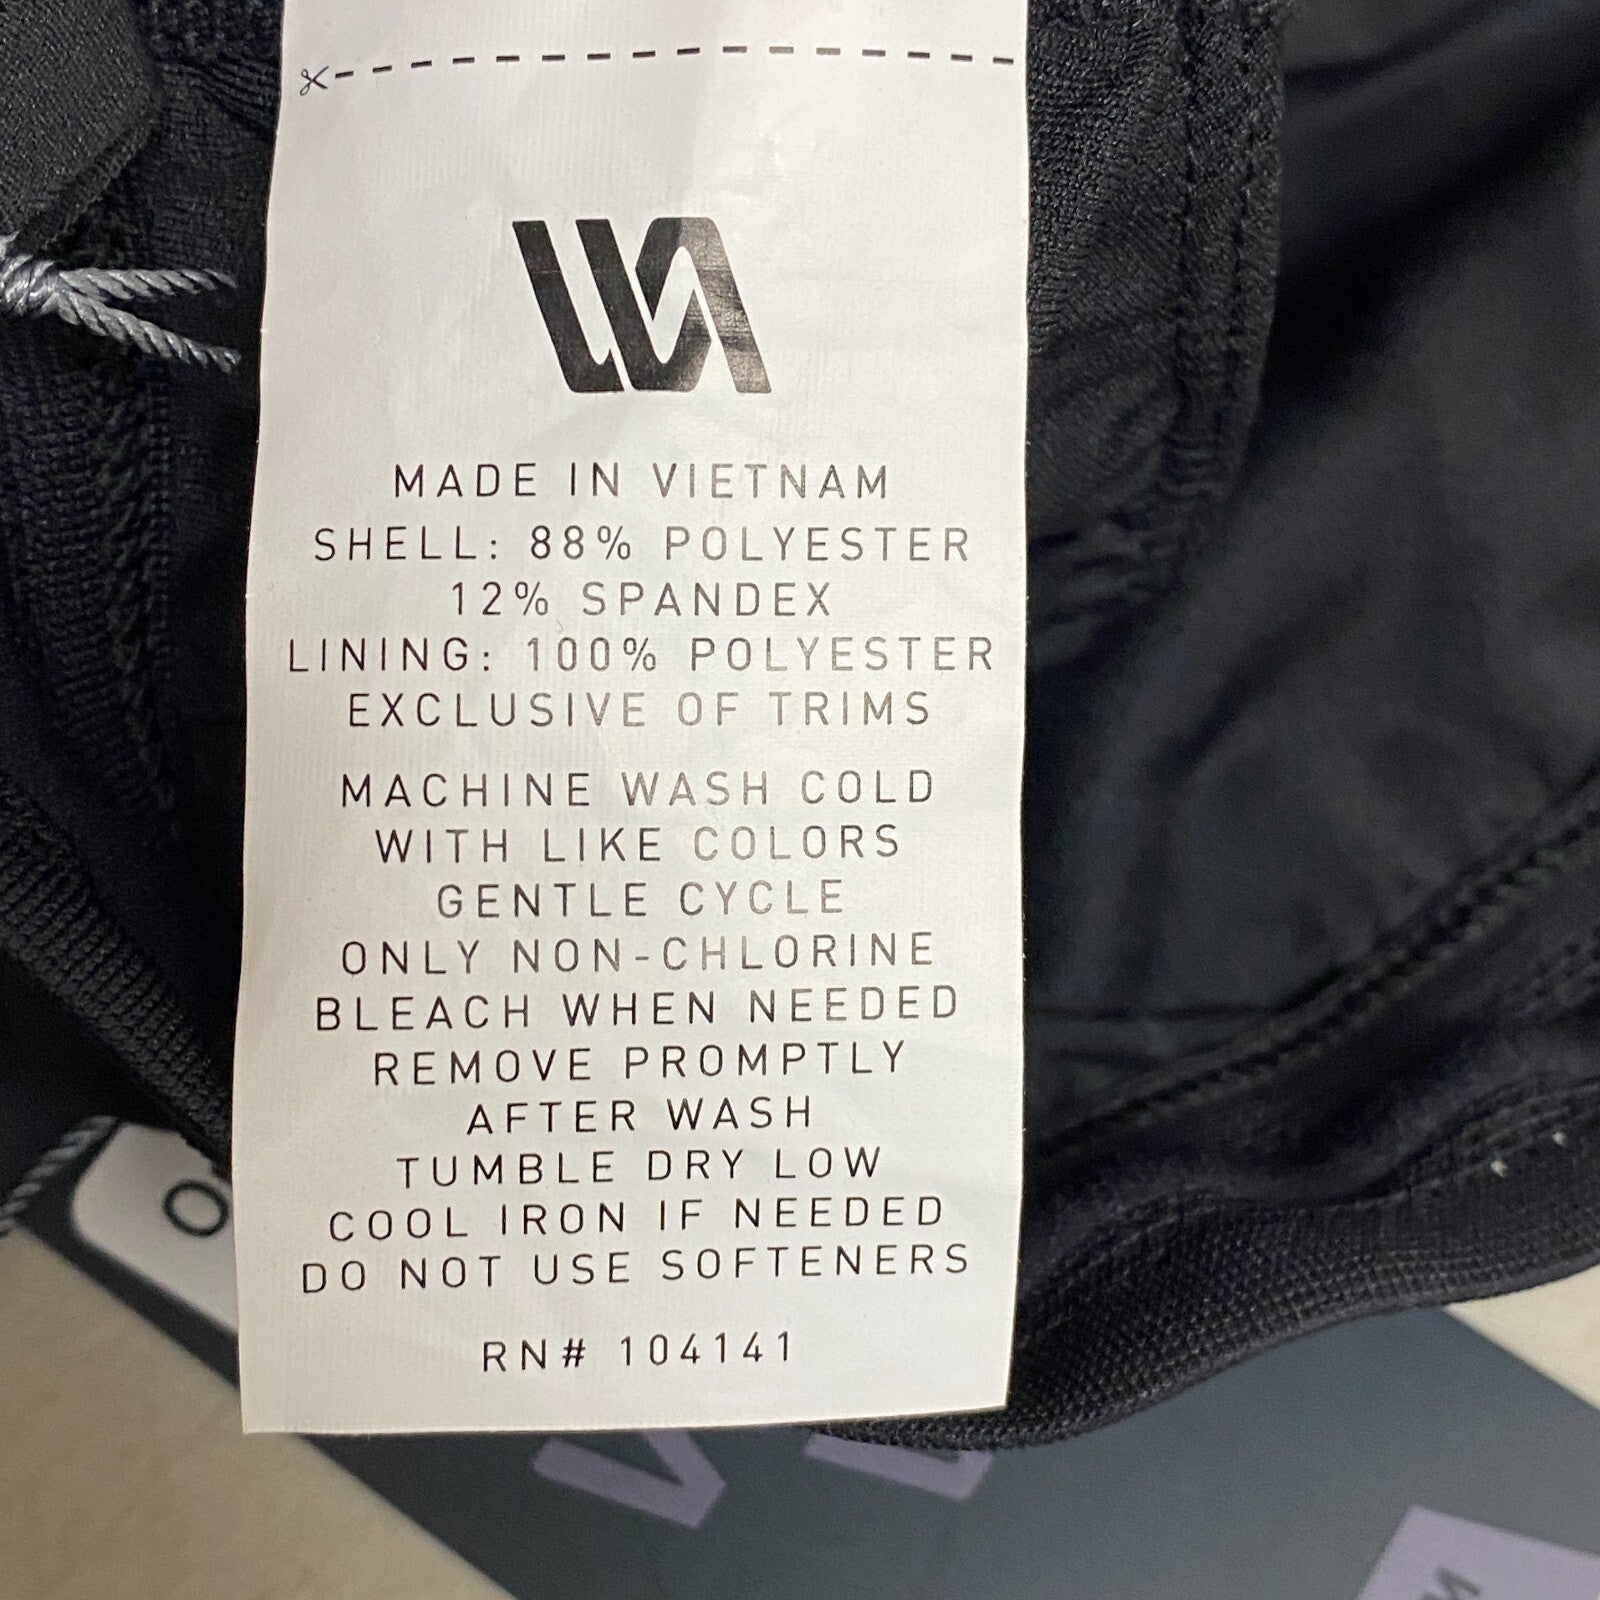 MADE IN VIETNAM
SHELL: 88% POLYESTER
12% SPANDEX
LINING: 100% POLYESTER
EXCLUSIVE OF TRIMS
MACHINE WASH COLD
WITH LIKE COLORS
GENTLE CYCLE
ONLY NON-CHLORINE
BLEACH WHEN NEEDED
REMOVE PROMPTLY
AFTER WASH
TUMBLE DRY LOW
COOL IRON IF NEEDED
DO NOT USE SOFTENERS
RN# 104141